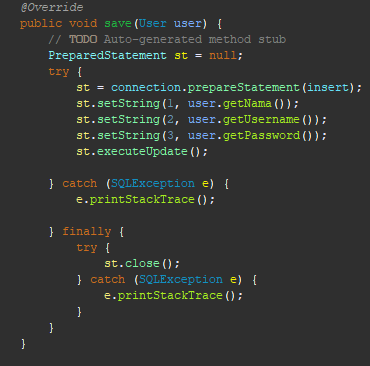 @Override
public void save(User user) {
// TODO Auto-generated method stub
PreparedStatement st = null;
try {
st = connection.prepareStatement(insert);
st.setString(1, user.getNama());
st.setString(2, user.getUsername());
st.setString(3, user.getPassword());
st.executeUpdate();
} catch (SQLException e) {
e.printStackTrace();
} finally {
try {
st.close();
} catch (SQLException e) {
e.printStackTrace();
}
}
}